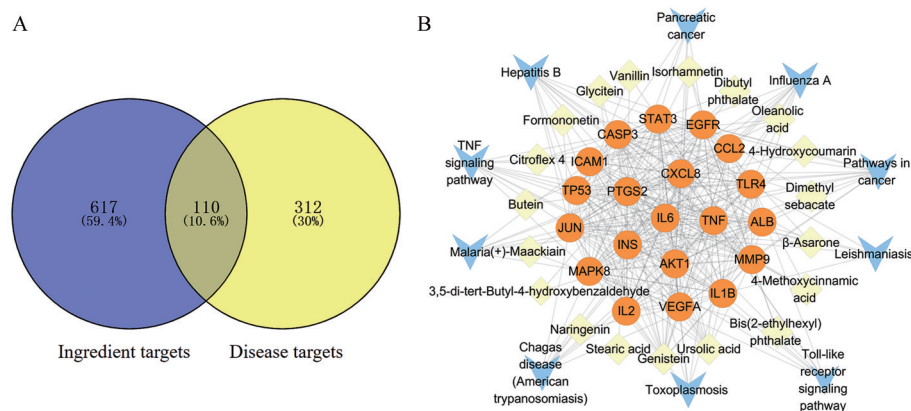 A
617
(59.4%)
110
(10.6%)
312
(30%)
Ingredient targets
Disease targets
B
Pancreatic
cancer
Hepatitis B
Vanillin
Isorhamnetin
Influenza A
Glycitein
Dibutyl
phthalate
Formononetin
Oleanolic
acid
STAT3
EGFR
CASP3
CCL2
4-Hydroxycoumarin
TNF
signaling
pathway
Citroflex 4
ICAM1
CXCL8
TLR4
Pathways in
cancer
TP53
PTGS2
Dimethyl
sebacate
Butein
IL6
TNF
ALB
JUN
INS
β-Asarone
Malaria
(+)-Maackiain
AKT1
MMP9
Leishmaniasis
MAPK8
4-Methoxycinnamic
acid
3,5-di-tert-Butyl-4-hydroxybenzaldehyde
IL2
VEGFA
IL1B
Naringenin
Bis(2-ethylhexyl)
phthalate
Stearic acid
Genistein
Ursolic acid
Chagas
disease
(American
trypanosomiasis)
Toxoplasmosis
Toll-like
receptor
signaling
pathway